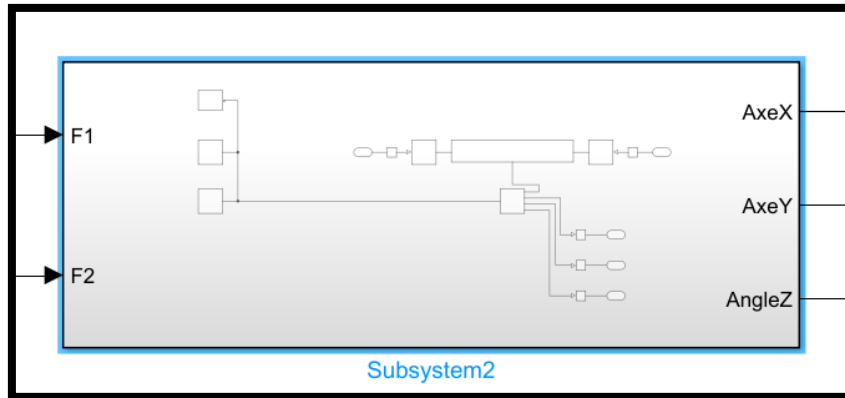 F1
F2
AxeX
AxeY
AngleZ
Subsystem2